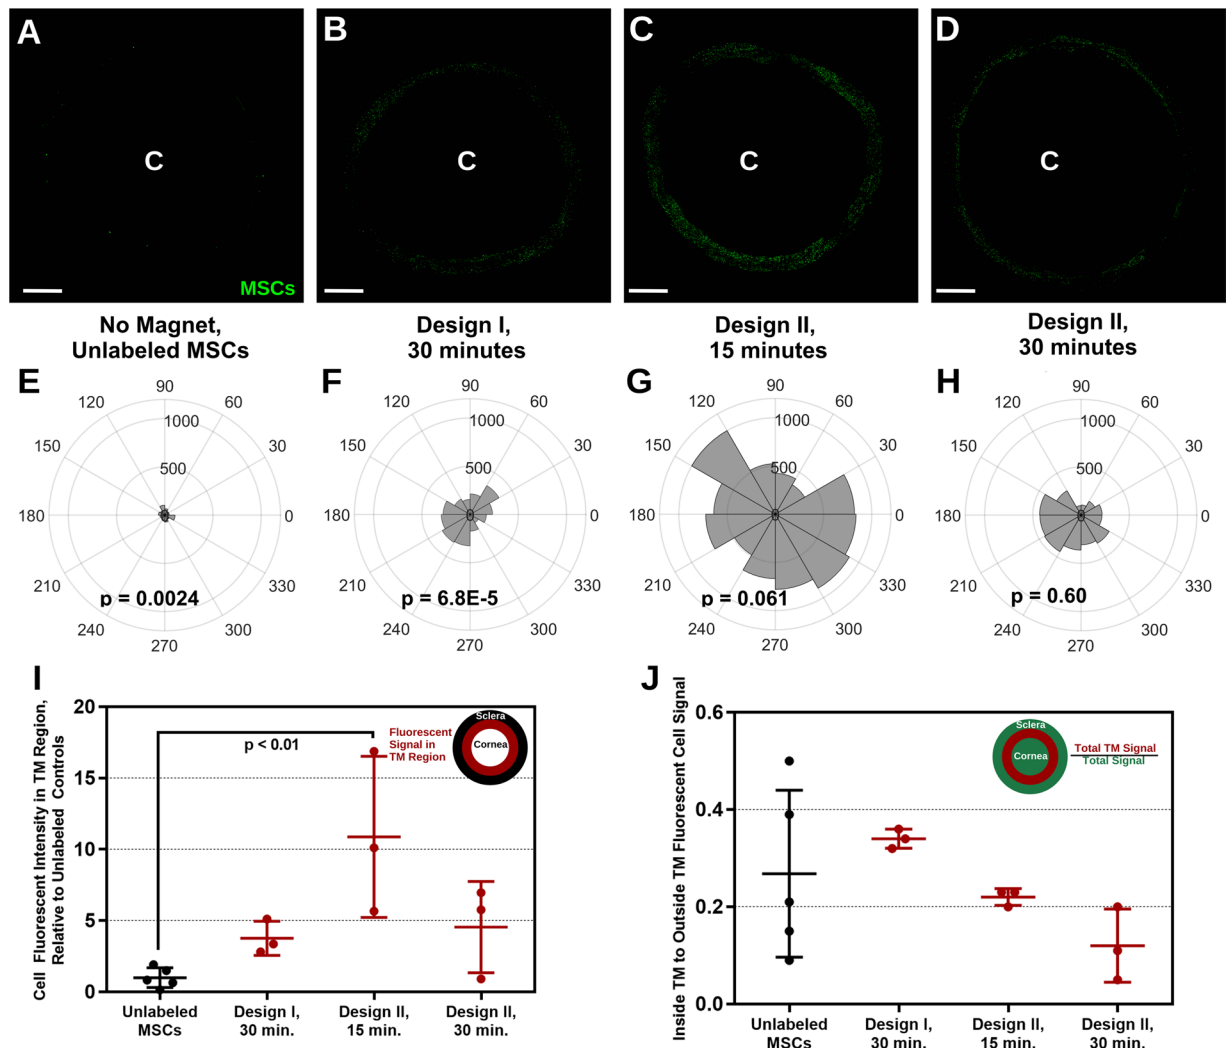 A
C
MSCs
B
C
C
C
D
C
No Magnet,
Unlabeled MSCs
Design I,
30 minutes
Design II,
15 minutes
Design II,
30 minutes
E
90
120
60
1000
150
30
500
180
0
0
210
330
p = 0.0024
240
300
270
F
90
120
60
1000
150
30
500
180
0
0
210
330
p = 6.8E-5
240
300
270
G
90
120
60
1000
150
30
500
180
0
0
210
330
p = 0.061
240
300
270
H
90
120
60
1000
150
30
500
180
0
0
210
330
p = 0.60
240
300
270
I
Cell Fluorescent Intensity in TM Region,
Relative to Unlabeled Controls
20
15
10
5
0
p < 0.01
Fluorescent
Signal in
TM Region
Sclera
Cornea
Unlabeled
MSCs
Design I,
30 min.
Design II,
15 min.
Design II,
30 min.
J
Inside TM to Outside TM Fluorescent Cell Signal
0.6
0.4
0.2
0.0
Sclera
Cornea
Total TM Signal
Total Signal
Unlabeled
MSCs
Design I,
30 min.
Design II,
15 min.
Design II,
30 min.